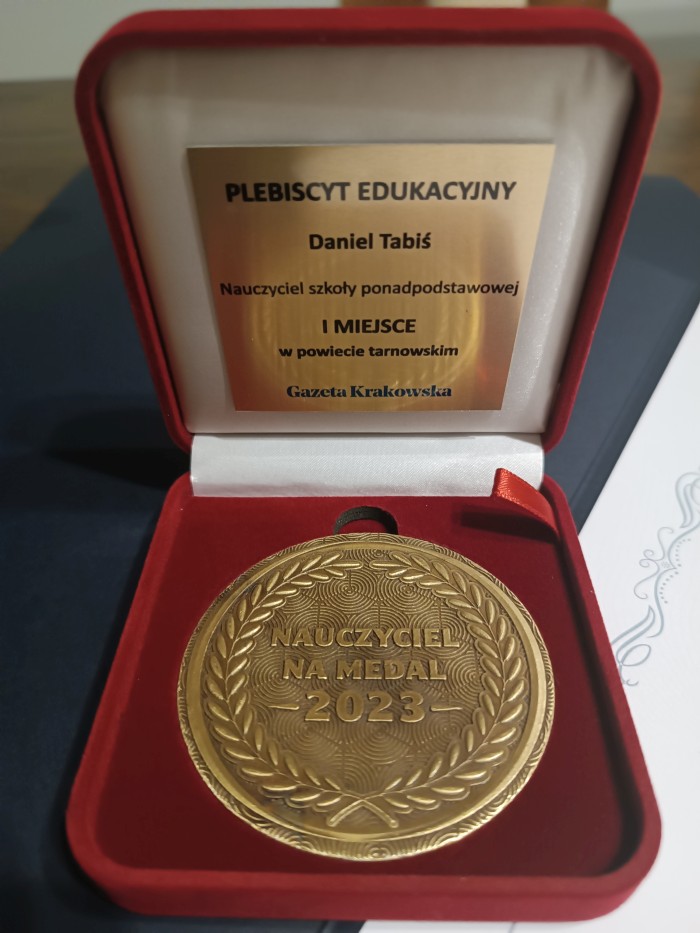 PLEBISCYT EDUKACYJNY
Daniel Tabiś
Nauczyciel szkoły ponadpodstawowej
I MIEJSCE
w powiecie tarnowskim
Gazeta Krakowska
NAUCZYCIEL
NA MEDAL
2023